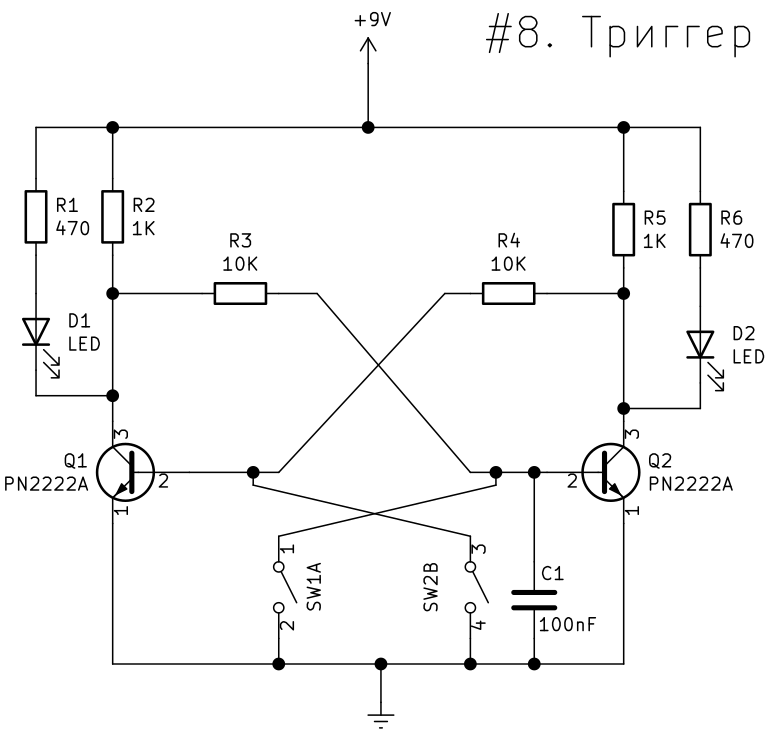 +9V
#8. Триггер
R1
470
R2
1K
R3
10K
R4
10K
R5
1K
R6
470
D1
LED
D2
LED
Q1
PN2222A
3
2
1
Q2
PN2222A
3
2
1
1
SW1A
2
3
SW2B
4
C1
100nF